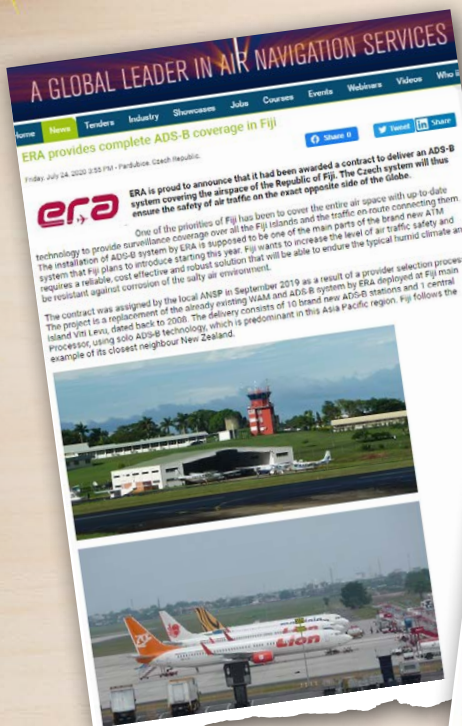 A GLOBAL LEADER IN AIR NAVIGATION SERVICES
Home News Tenders Industry Showcases Jobs Courses Events Webinars Videos Who
ERA provides complete ADS-B coverage in Fiji
Friday, July 24, 2020 3:55 PM - Pardubice, Czech Republic.
Share 0 Tweet in Share
era
ERA is proud to announce that it had been awarded a contract to deliver an ADS-B
system covering the airspace of the Republic of Fiji. The Czech system will thus
ensure the safety of air traffic on the exact opposite side of the Globe.
One of the priorities of Fiji has been to cover the entire air space with up-to-date
technology to provide surveillance coverage over all the Fiji Islands and the traffic en-route connecting them.
The installation of ADS-B system by ERA is supposed to be one of the main parts of the brand new ATM
system that Fiji plans to introduce starting this year. Fiji wants to increase the level of air traffic safety and
requires a reliable, cost effective and robust solution that will be able to endure the typical humid climate and
be resistant against corrosion of the salty air environment.
The contract was assigned by the local ANSP in September 2019 as a result of a provider selection process
The project is a replacement of the already existing WAM and ADS-B system by ERA deployed at Fiji main
island Viti Levu, dated back to 2008. The delivery consists of 10 brand new ADS-B stations and 1 central
Processor, using solo ADS-B technology, which is predominant in this Asia Pacific region. Fiji follows the
example of its closest neighbour New Zealand.
Lion
Lion